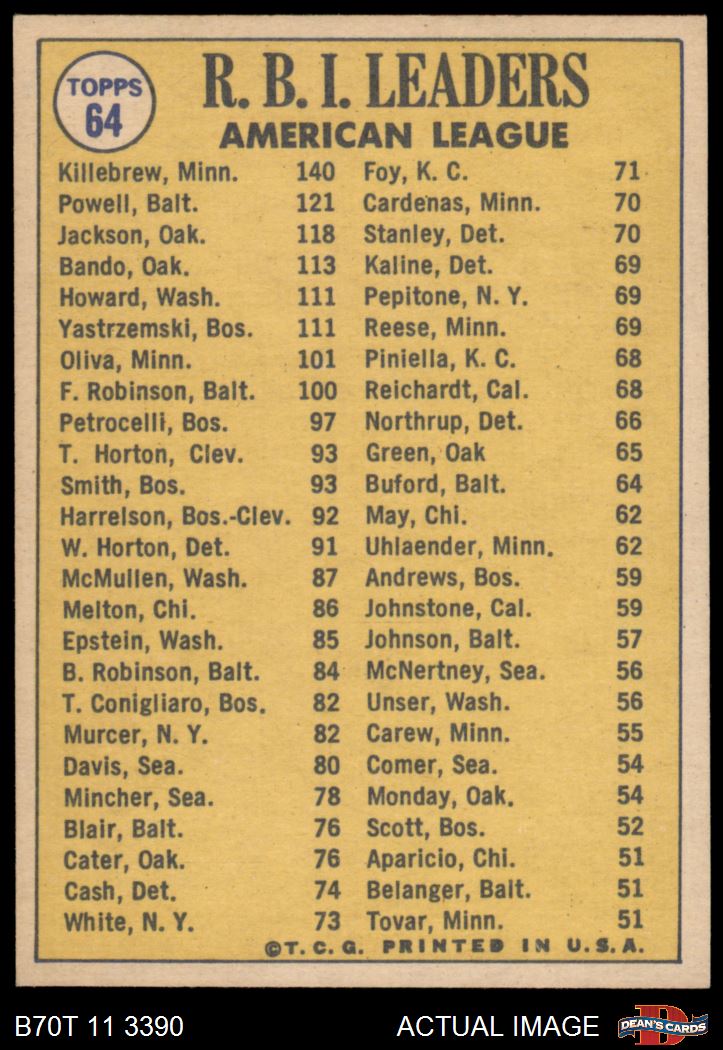 TOPPS
64
R. B. I. LEADERS
AMERICAN LEAGUE
Killebrew, Minn. 140
Powell, Balt. 121
Jackson, Oak. 118
Bando, Oak. 113
Howard, Wash. 111
Yastrzemski, Bos. 111
Oliva, Minn. 101
F. Robinson, Balt. 100
Petrocelli, Bos. 97
T. Horton, Clev. 93
Smith, Bos. 93
Harrelson, Bos.-Clev. 92
W. Horton, Det. 91
McMullen, Wash. 87
Melton, Chi. 86
Epstein, Wash. 85
B. Robinson, Balt. 84
T. Conigliaro, Bos. 82
Murcer, N. Y. 82
Davis, Sea. 80
Mincher, Sea. 78
Blair, Balt. 76
Cater, Oak. 76
Cash, Det. 74
White, N. Y. 73
Foy, K. C. 71
Cardenas, Minn. 70
Stanley, Det. 70
Kaline, Det. 69
Pepitone, N. Y. 69
Reese, Minn. 69
Piniella, K. C. 68
Reichardt, Cal. 68
Northrup, Det. 66
Green, Oak 65
Buford, Balt. 64
May, Chi. 62
Uhlaender, Minn. 62
Andrews, Bos. 59
Johnstone, Cal. 59
Johnson, Balt. 57
McNertney, Sea. 56
Unser, Wash. 56
Carew, Minn. 55
Comer, Sea. 54
Monday, Oak. 54
Scott, Bos. 52
Aparicio, Chi. 51
Belanger, Balt. 51
Tovar, Minn. 51
©T. C. G. PRINTED IN U.S.A.
B70T 11 3390
ACTUAL IMAGE
D
DEAN'S CARDS